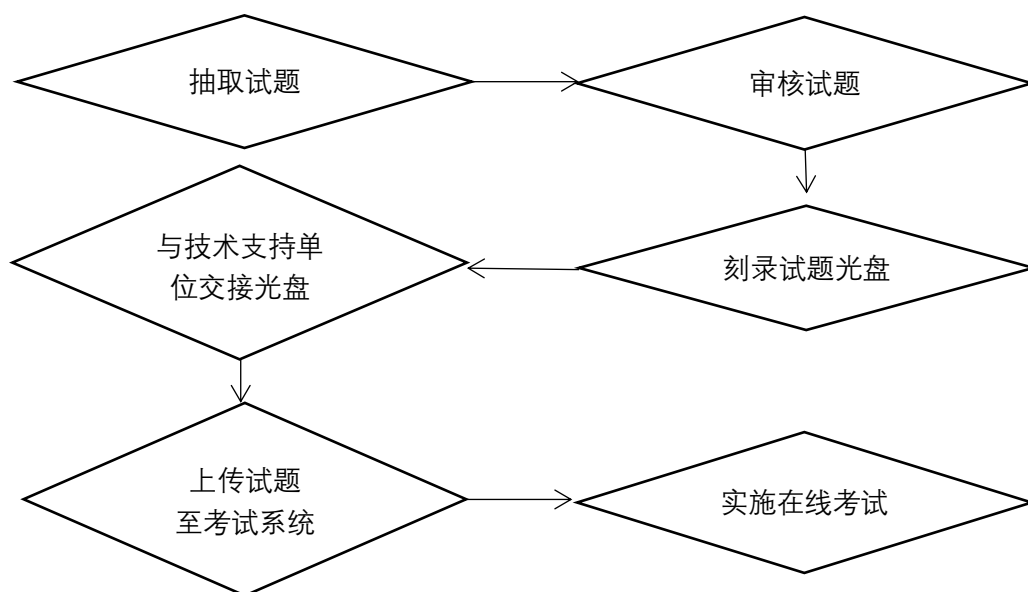 抽取试题
审核试题
刻录试题光盘
与技术支持单
位交接光盘
上传试题
至考试系统
实施在线考试